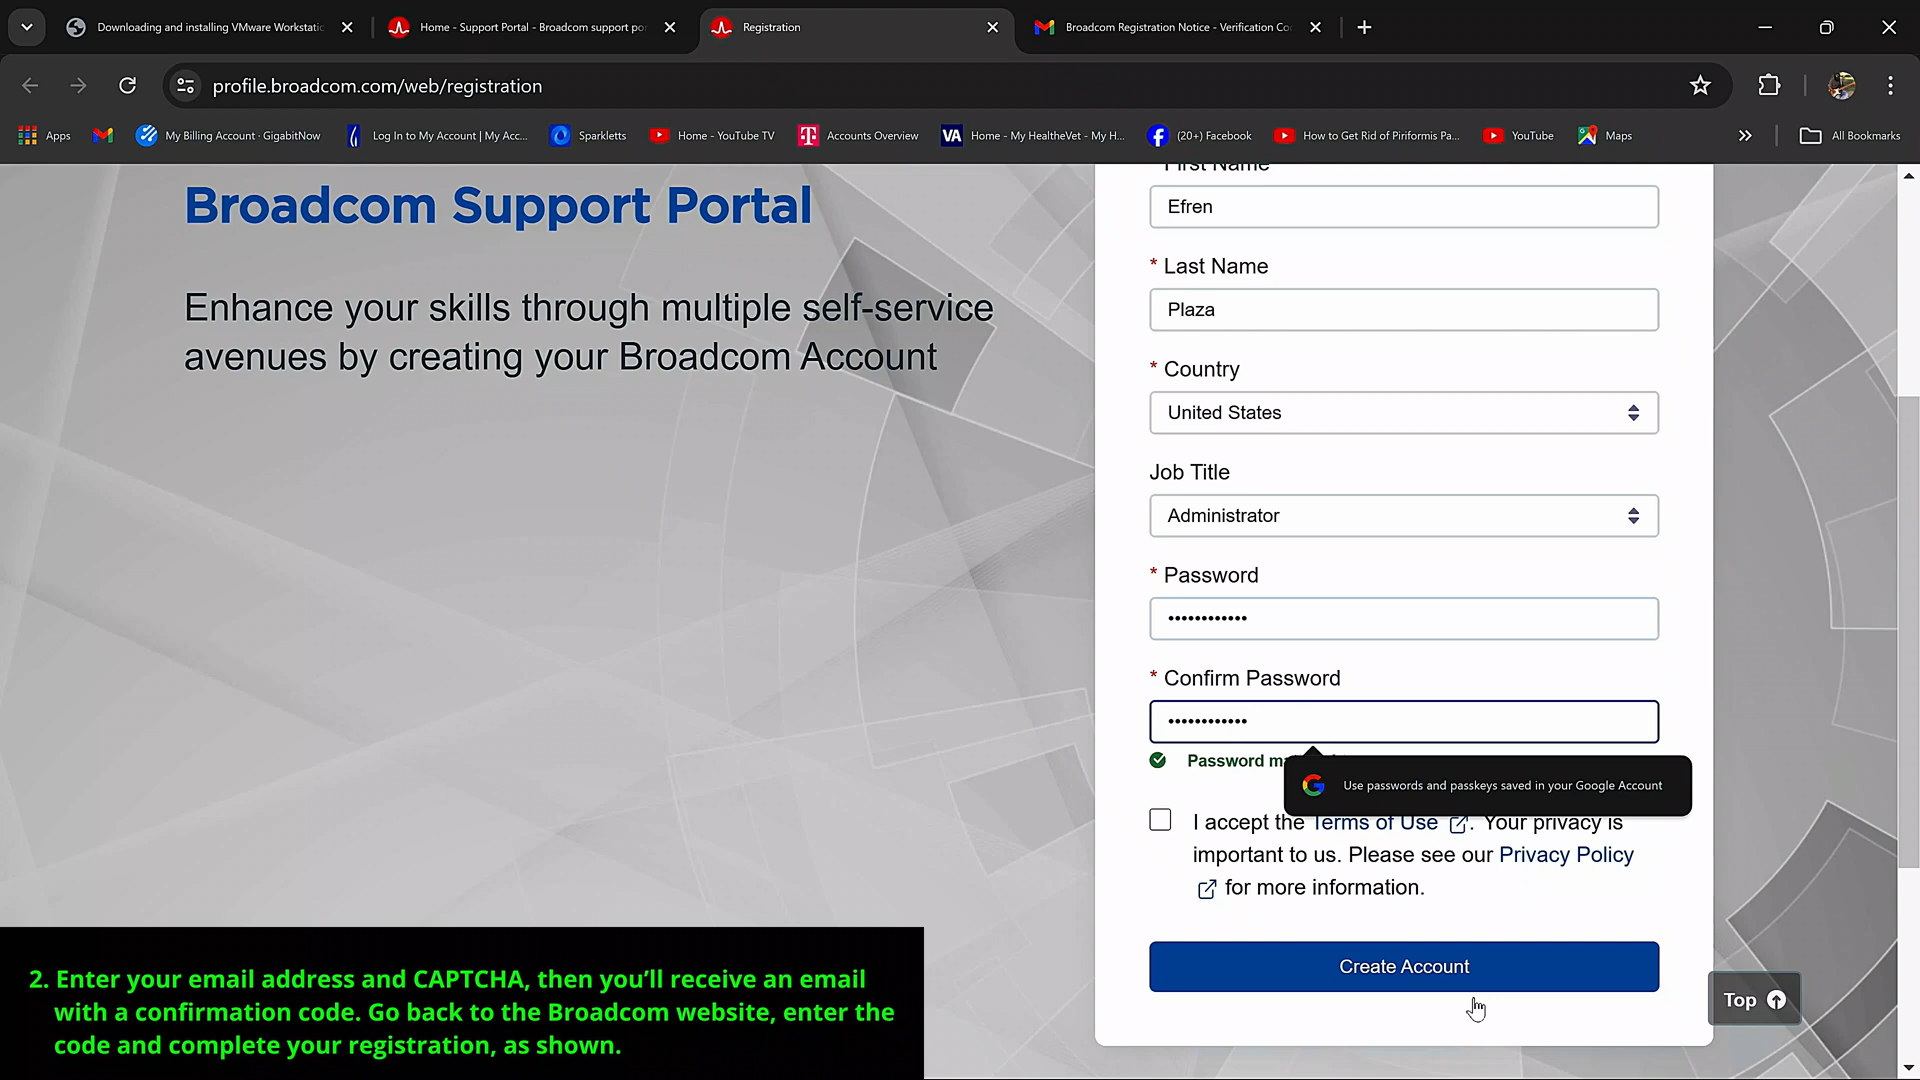 Downloading and installing VMware Workstatic
Home - Support Portal - Broadcom support po
Registration
Broadcom Registration Notice - Verification Co
profile.broadcom.com/web/registration
Apps
My Billing Account · GigabitNow
Log In to My Account | My Acc...
Sparkletts
Home - YouTube TV
Accounts Overview
VA
Home - My HealtheVet - My H...
(20+) Facebook
How to Get Rid of Piriformis Pa...
YouTube
Maps
All Bookmarks
Broadcom Support Portal
Enhance your skills through multiple self-service
avenues by creating your Broadcom Account
First Name
Efren
* Last Name
Plaza
* Country
United States
Job Title
Administrator
* Password
••••••••••••
* Confirm Password
••••••••••••
Password
Use passwords and passkeys saved in your Google Account
I accept the Terms of Use . Your privacy is
important to us. Please see our Privacy Policy
for more information.
Create Account
Top
2. Enter your email address and CAPTCHA, then you’ll receive an email
with a confirmation code. Go back to the Broadcom website, enter the
code and complete your registration, as shown.